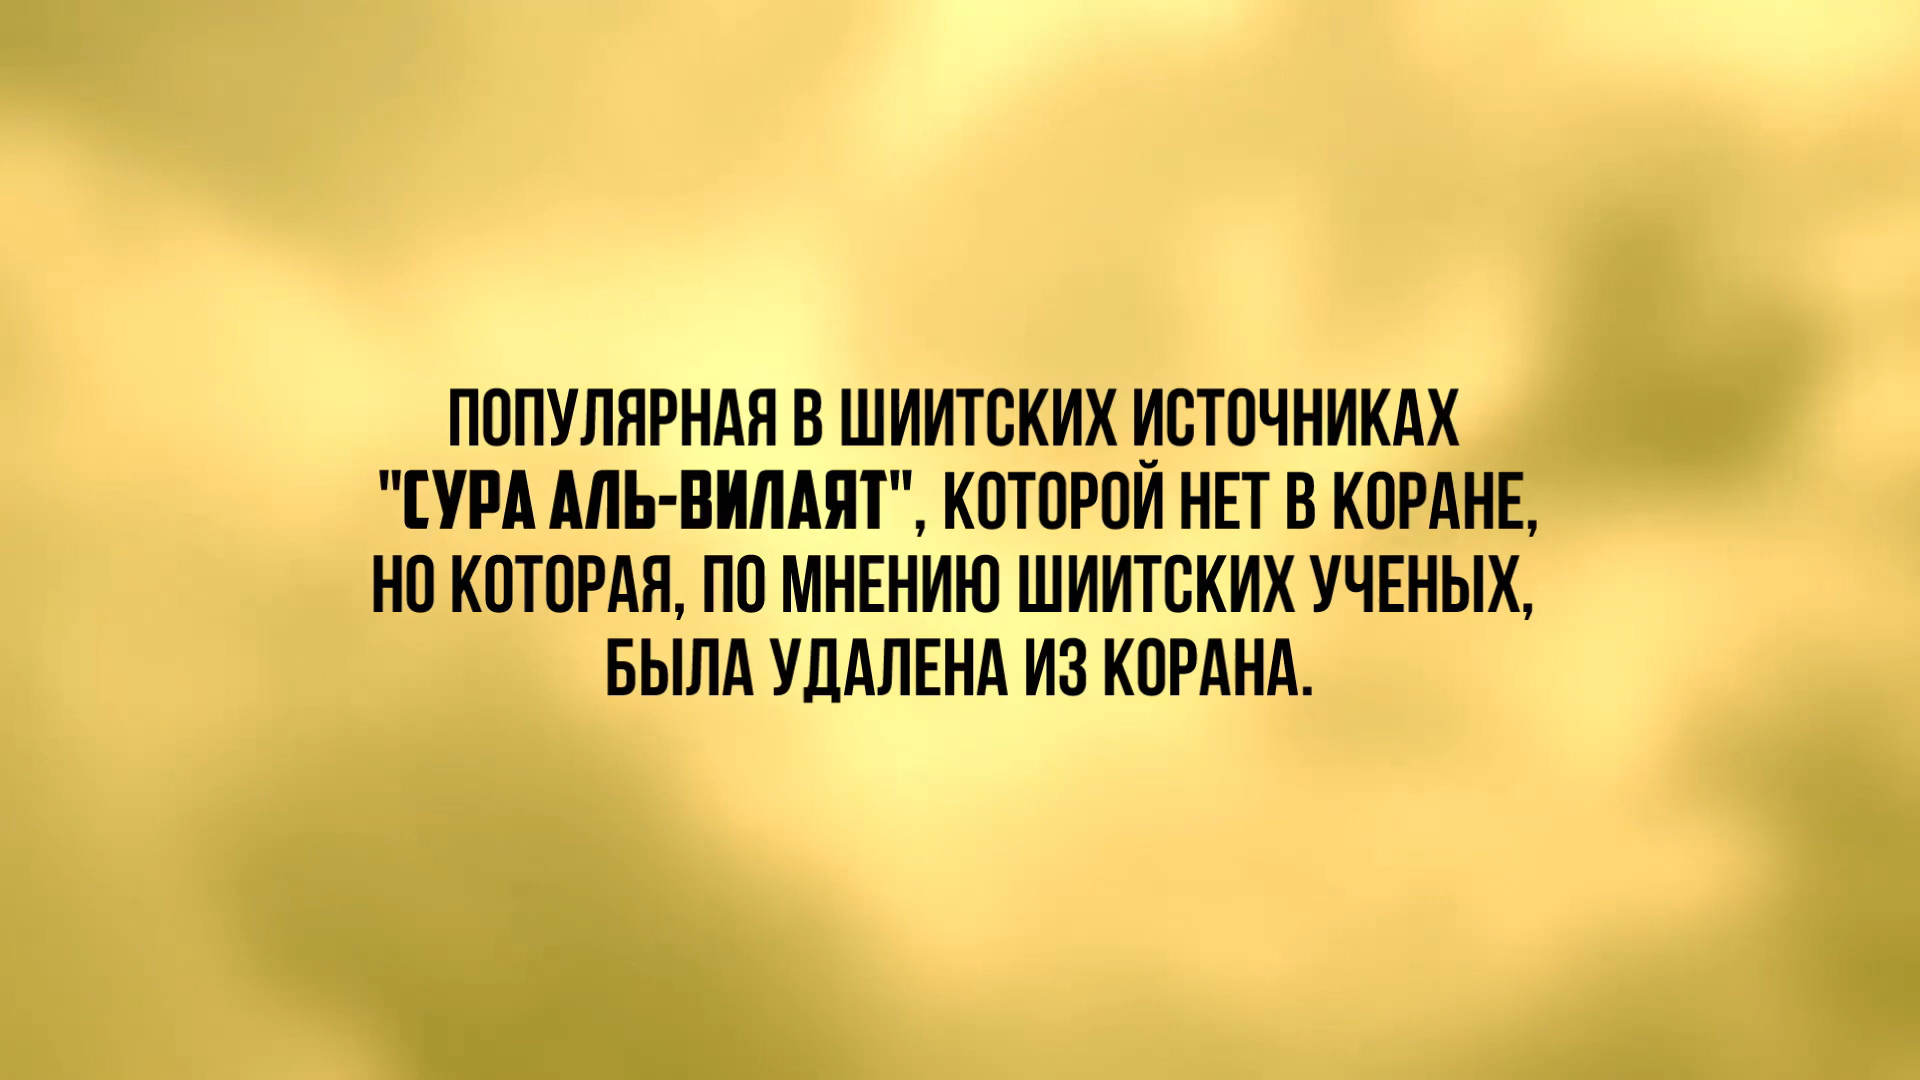 ПОПУЛЯРНАЯ В ШИИТСКИХ ИСТОЧНИКАХ
"СУРА АЛЬ-ВИЛАЯТ", КОТОРОЙ НЕТ В КОРАНЕ,
НО КОТОРАЯ, ПО МНЕНИЮ ШИИТСКИХ УЧЕНЫХ,
БЫЛА УДАЛЕНА ИЗ КОРАНА.